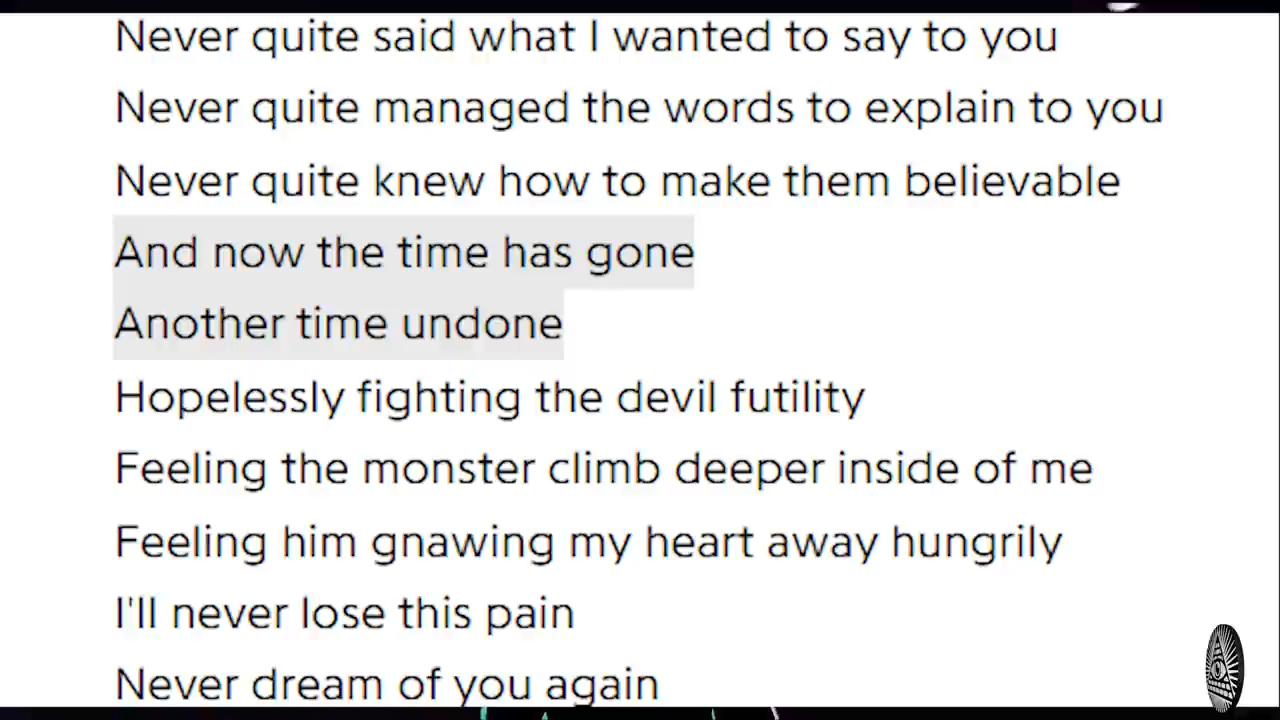 Never quite said what I wanted to say to you
Never quite managed the words to explain to you
Never quite knew how to make them believable
And now the time has gone
Another time undone
Hopelessly fighting the devil futility
Feeling the monster climb deeper inside of me
Feeling him gnawing my heart away hungrily
I'll never lose this pain
Never dream of you again